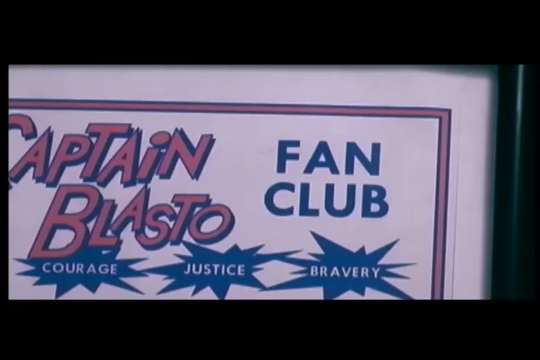 CAPTAIN
BLASTO
FAN
CLUB
COURAGE
JUSTICE
BRAVERY